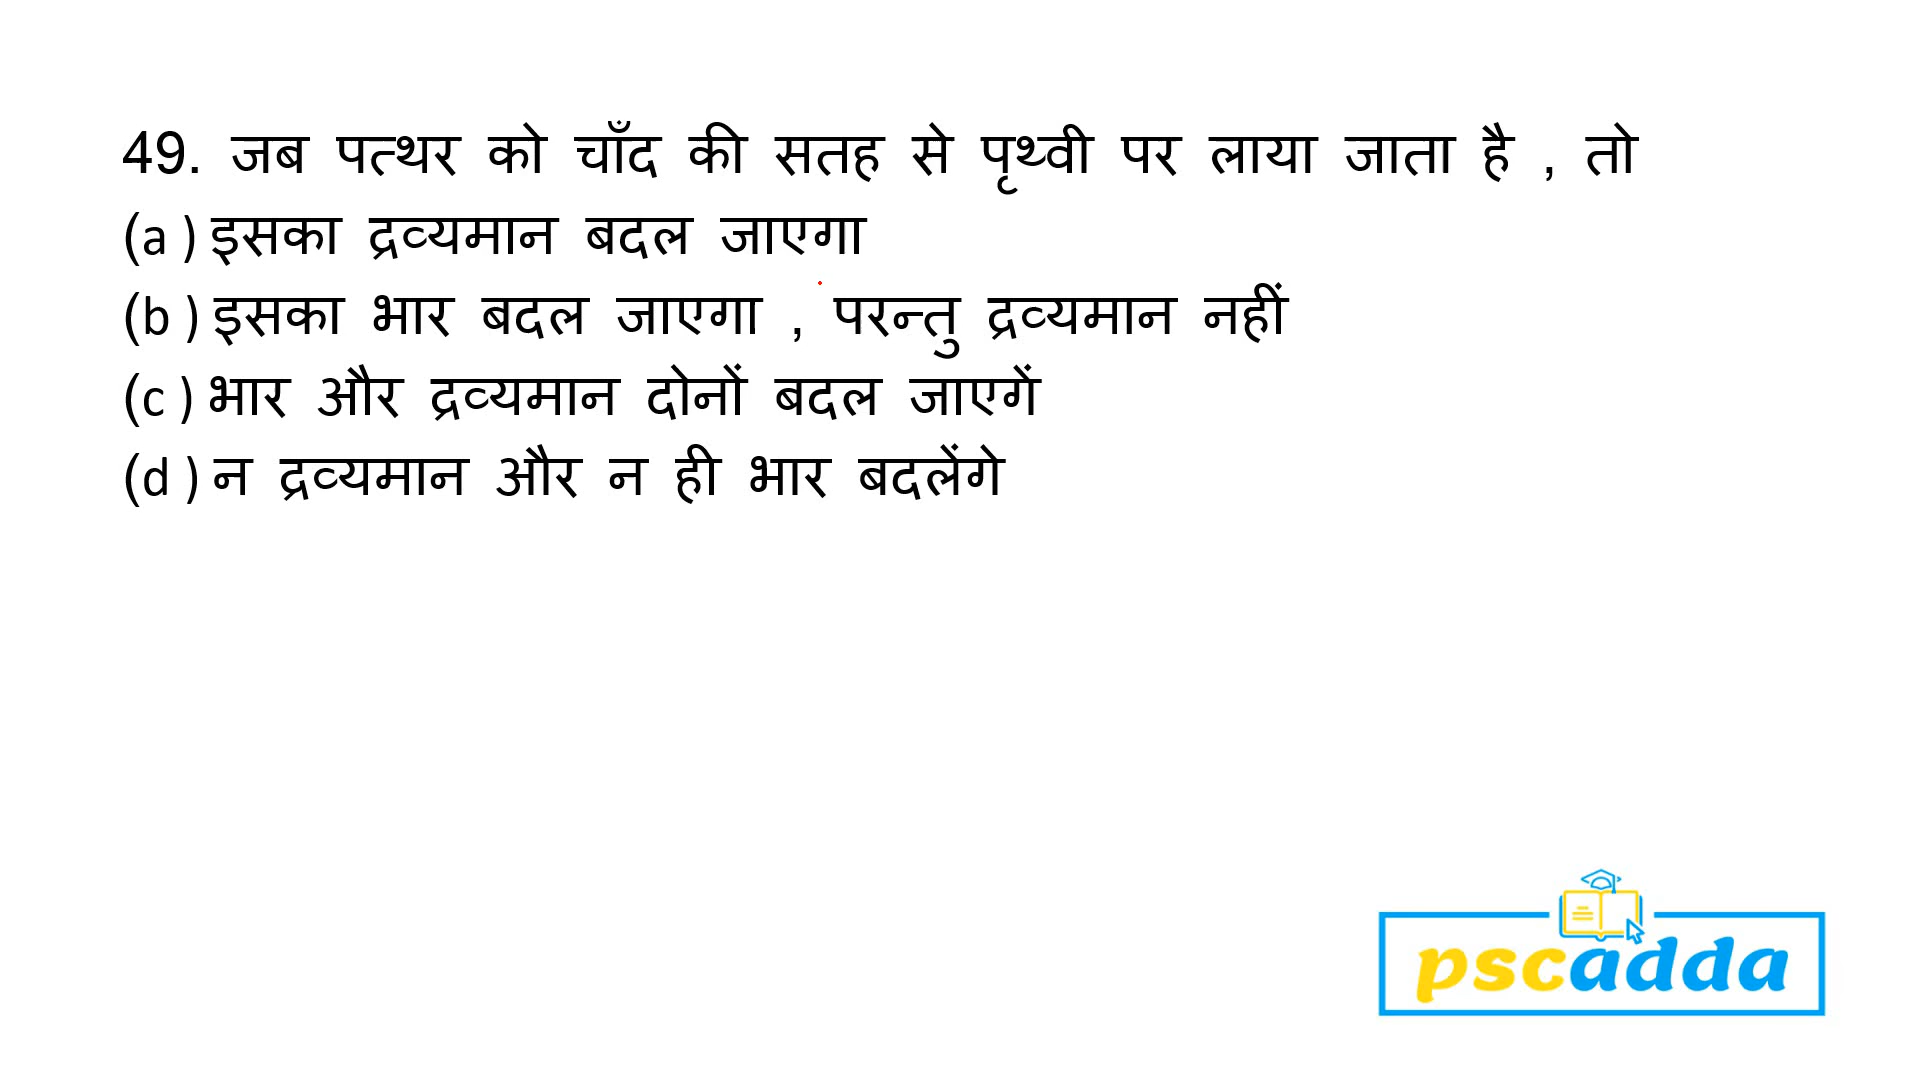 49. जब पत्थर को चाँद की सतह से पृथ्वी पर लाया जाता है , तो
(a ) इसका द्रव्यमान बदल जाएगा
(b ) इसका भार बदल जाएगा , परन्तु द्रव्यमान नहीं
(c ) भार और द्रव्यमान दोनों बदल जाएगें
(d ) न द्रव्यमान और न ही भार बदलेंगे
pscadda